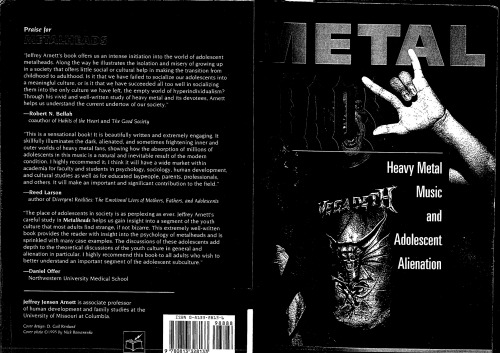 Praise for
METALHEADS
"Jeffrey Arnett's book offers us an intense initiation into the world of adolescent
metalheads. Along the way he illustrates the isolation and misery of growing up
in a society that offers little social or cultural help in making the transition from
childhood to adulthood. Is it that we have failed to socialize our adolescents into
a meaningful culture, or is it that we have succeeded all too well in socializing
them into the only culture we have left, the empty world of hyperindividualism?
Through his vivid and well-written study of heavy metal and its devotees, Arnett
helps us understand the current undertow of our society."
—Robert N. Bellah
coauthor of Habits of the Heart and The Good Society
"This is a sensational book! It is beautifully written and extremely engaging. It
skillfully illuminates the dark, alienated, and sometimes frightening inner and
outer worlds of heavy metal fans, showing how the absorption of millions of
adolescents in this music is a natural and inevitable result of the modern
condition. I highly recommend it. I think it will have a wide market within
academia for faculty and students in psychology, sociology, human development,
and cultural studies as well as for educated laypeople, parents, professionals,
and others. It will make an important and significant contribution to the field."
—Reed Larson
author of Divergent Realities: The Emotional Lives of Mothers, Fathers, and Adolescents
"The place of adolescents in society is as perplexing as ever. Jeffrey Arnett's
careful study in Metalheads helps us gain insight into a segment of the youth
culture that most adults find strange, if not bizarre. This extremely well-written
book provides the reader with insight into the psychology of metalheads and is
sprinkled with many case examples. The discussions of these adolescents add
depth to the theoretical discussions of the youth culture in general and
alienation in particular. I highly recommend this book to all adults who wish to
better understand an important segment of the adolescent subculture."
—Daniel Offer
Northwestern University Medical School
Jeffrey Jensen Arnett is associate professor
of human development and family studies at the
University of Missouri at Columbia.
Cover design:
Cover photo © 1995 by
ISBN 0-8133-2813-6
90000
METAL
Heavy Metal
Music
and
Adolescent
Alienation
MEGADETH